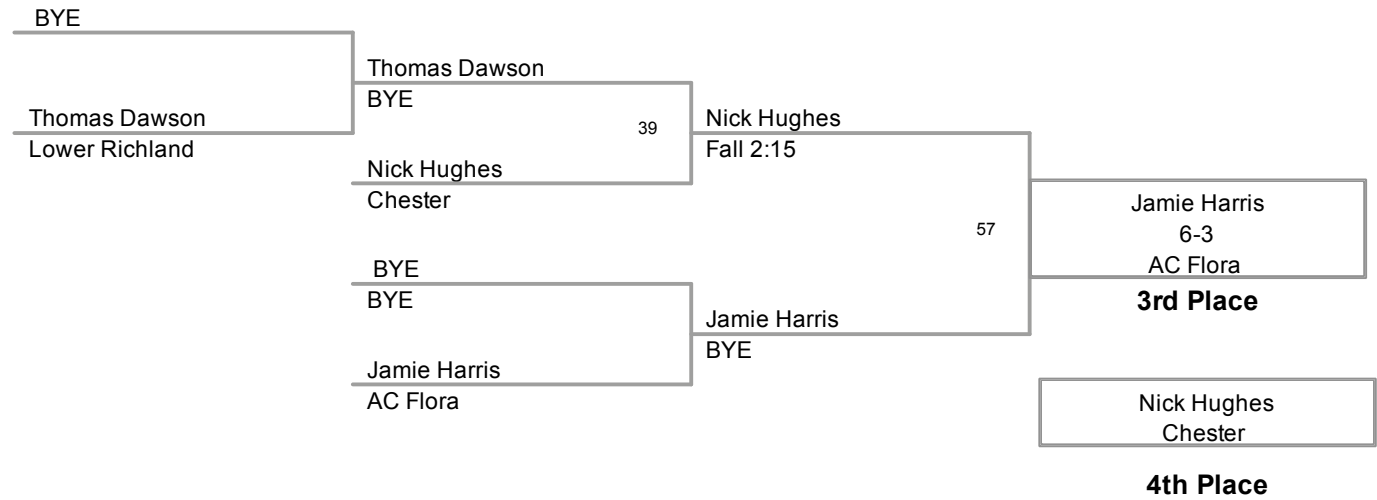 BYE
Thomas Dawson
Lower Richland
Thomas Dawson
BYE
39
Nick Hughes
Chester
BYE
BYE
Jamie Harris
AC Flora
Nick Hughes
Fall 2:15
57
Jamie Harris
BYE
Jamie Harris
6-3
AC Flora
3rd Place
Nick Hughes
Chester
4th Place